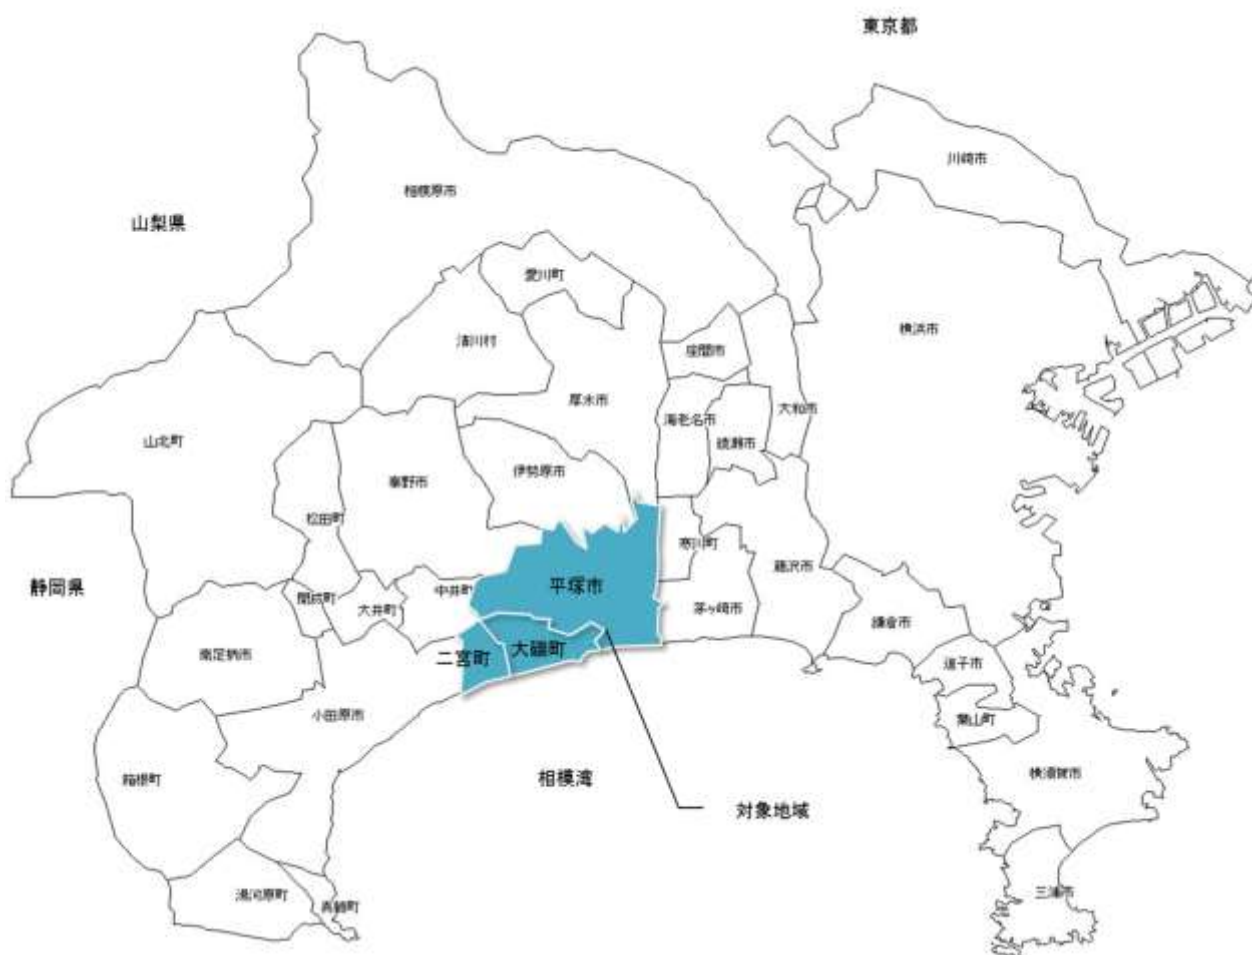 東京都
川崎市
相模原市
山梨県
愛川町
横浜市
清川村
座間市
厚木市
大和市
海老名市
綾瀬市
山北町
伊勢原市
秦野市
松田町
寒川町
藤沢市
静岡県
平塚市
中井町
開成町
大井町
茅ヶ崎市
鎌倉市
南足柄市
二宮町
大磯町
逗子市
小田原市
葉山町
箱根町
相模湾
横須賀市
対象地域
湯河原町
真鶴町
三浦市